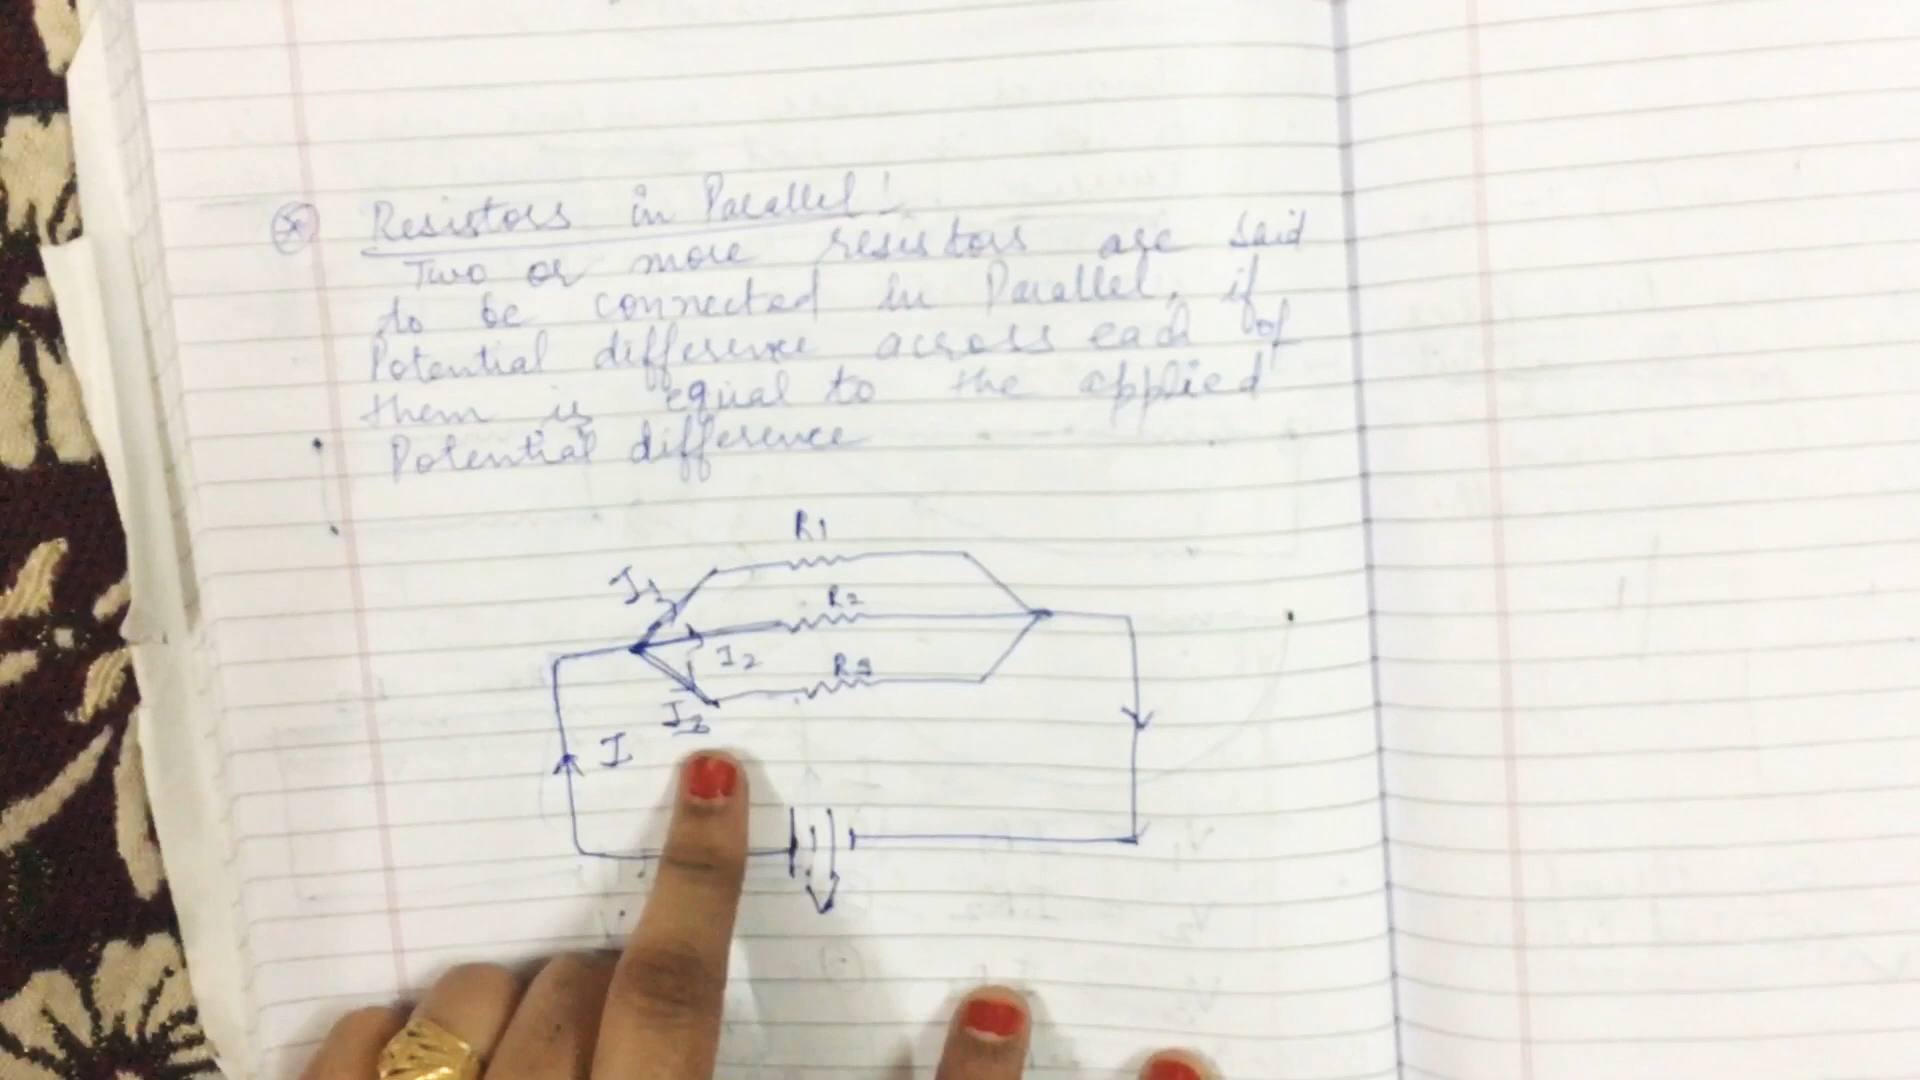 Resistors in Parallel!
Two or more resistors are said
to be connected in Parallel, if
Potential difference across each of
them is equal to the applied
Potential difference
R1
I1
R2
I2
R3
I3
I